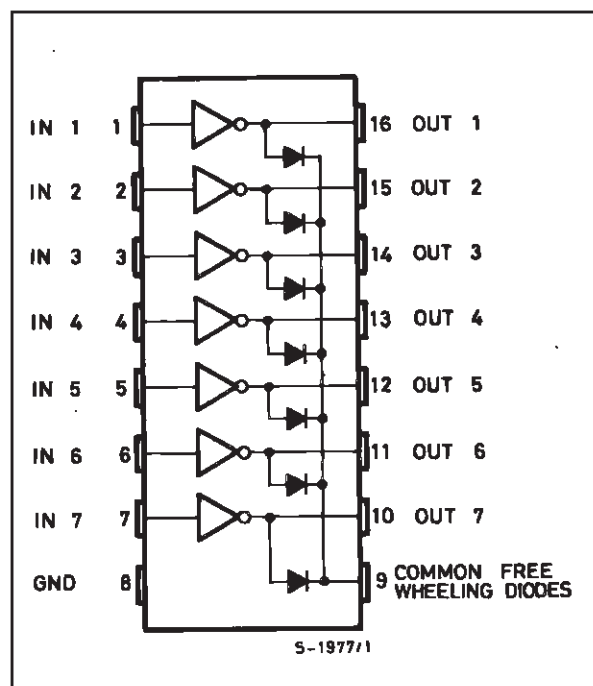 IN 1 1 16 OUT 1
IN 2 2 15 OUT 2
IN 3 3 14 OUT 3
IN 4 4 13 OUT 4
IN 5 5 12 OUT 5
IN 6 6 11 OUT 6
IN 7 7 10 OUT 7
GND 8 9 COMMON FREE
WHEELING DIODES
S-1977/1